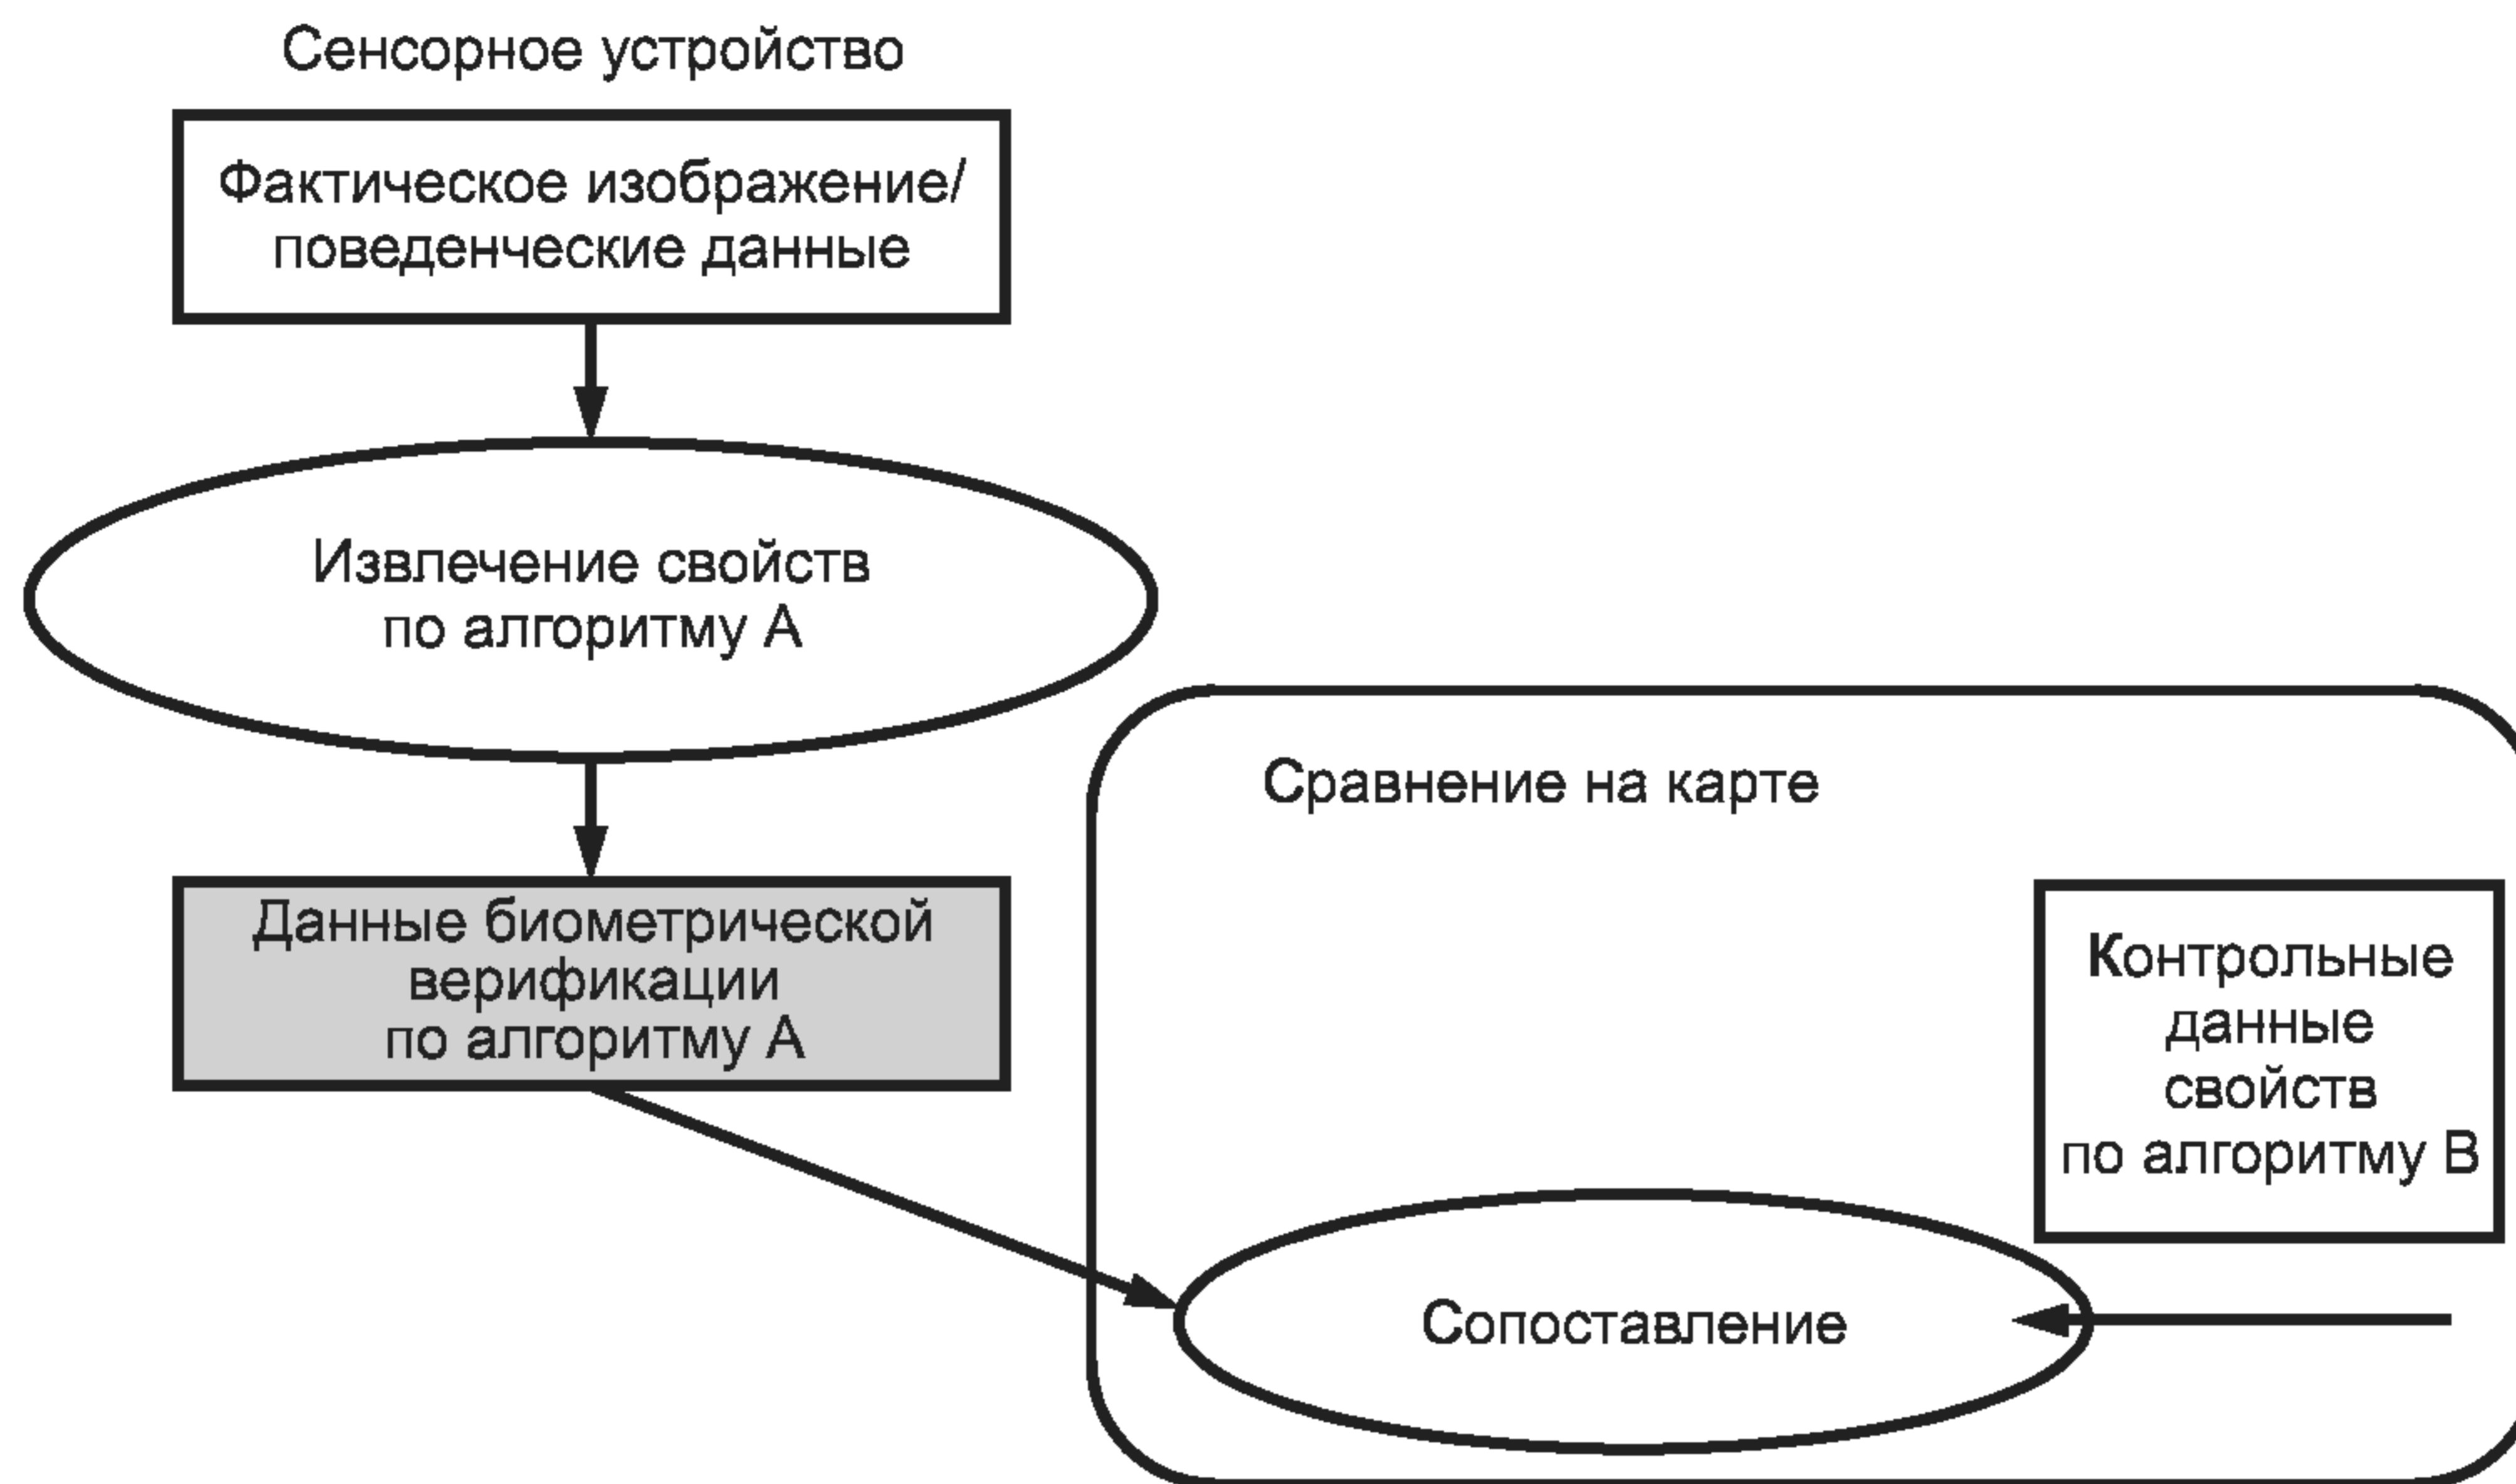 Сенсорное устройство
Фактическое изображение/
поведенческие данные
Извлечение свойств
по алгоритму А
Данные биометрической
верификации
по алгоритму А
Сравнение на карте
Контрольные
данные
свойств
по алгоритму В
Сопоставление